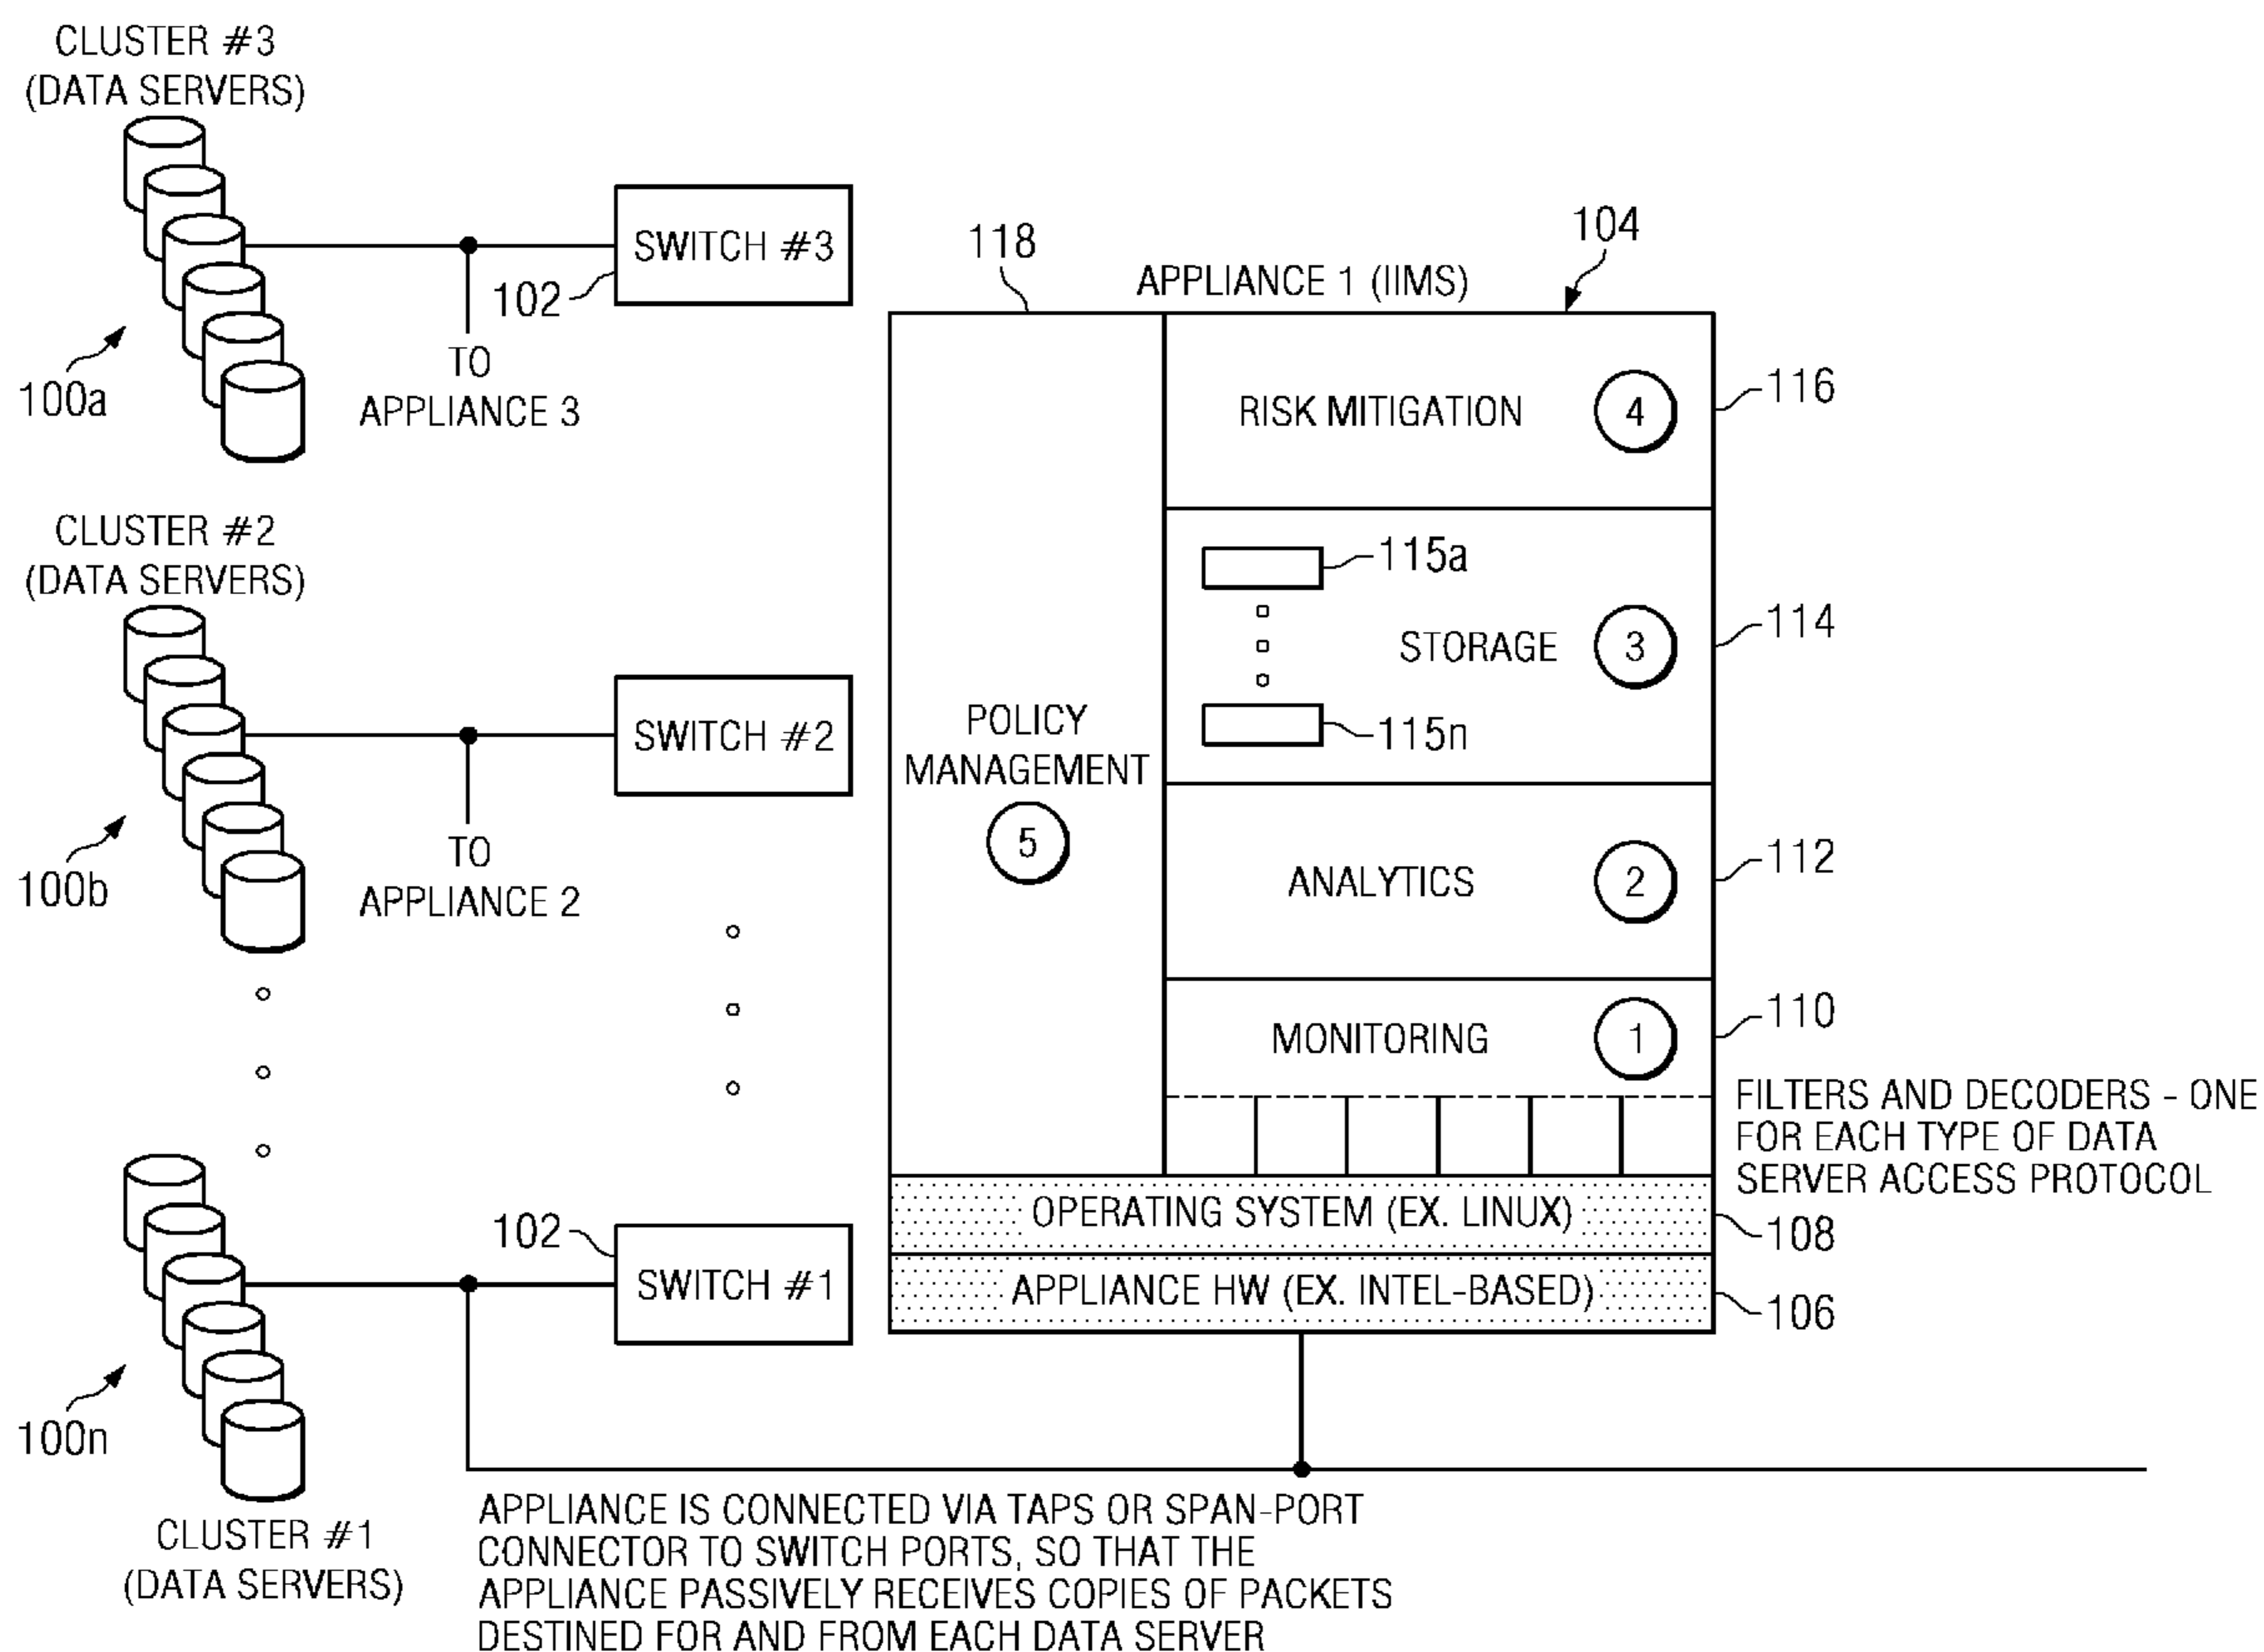 CLUSTER #3
(DATA SERVERS)
100a
TO
APPLIANCE 3
102
SWITCH #3
CLUSTER #2
(DATA SERVERS)
100b
TO
APPLIANCE 2
SWITCH #2
100n
CLUSTER #1
(DATA SERVERS)
102
SWITCH #1
118
APPLIANCE 1 (IIMS)
104
POLICY
MANAGEMENT
5
RISK MITIGATION
4
116
115a
STORAGE
3
114
115n
ANALYTICS
2
112
MONITORING
1
110
FILTERS AND DECODERS - ONE
FOR EACH TYPE OF DATA
SERVER ACCESS PROTOCOL
OPERATING SYSTEM (EX. LINUX)
108
APPLIANCE HW (EX. INTEL-BASED)
106
APPLIANCE IS CONNECTED VIA TAPS OR SPAN-PORT
CONNECTOR TO SWITCH PORTS, SO THAT THE
APPLIANCE PASSIVELY RECEIVES COPIES OF PACKETS
DESTINED FOR AND FROM EACH DATA SERVER